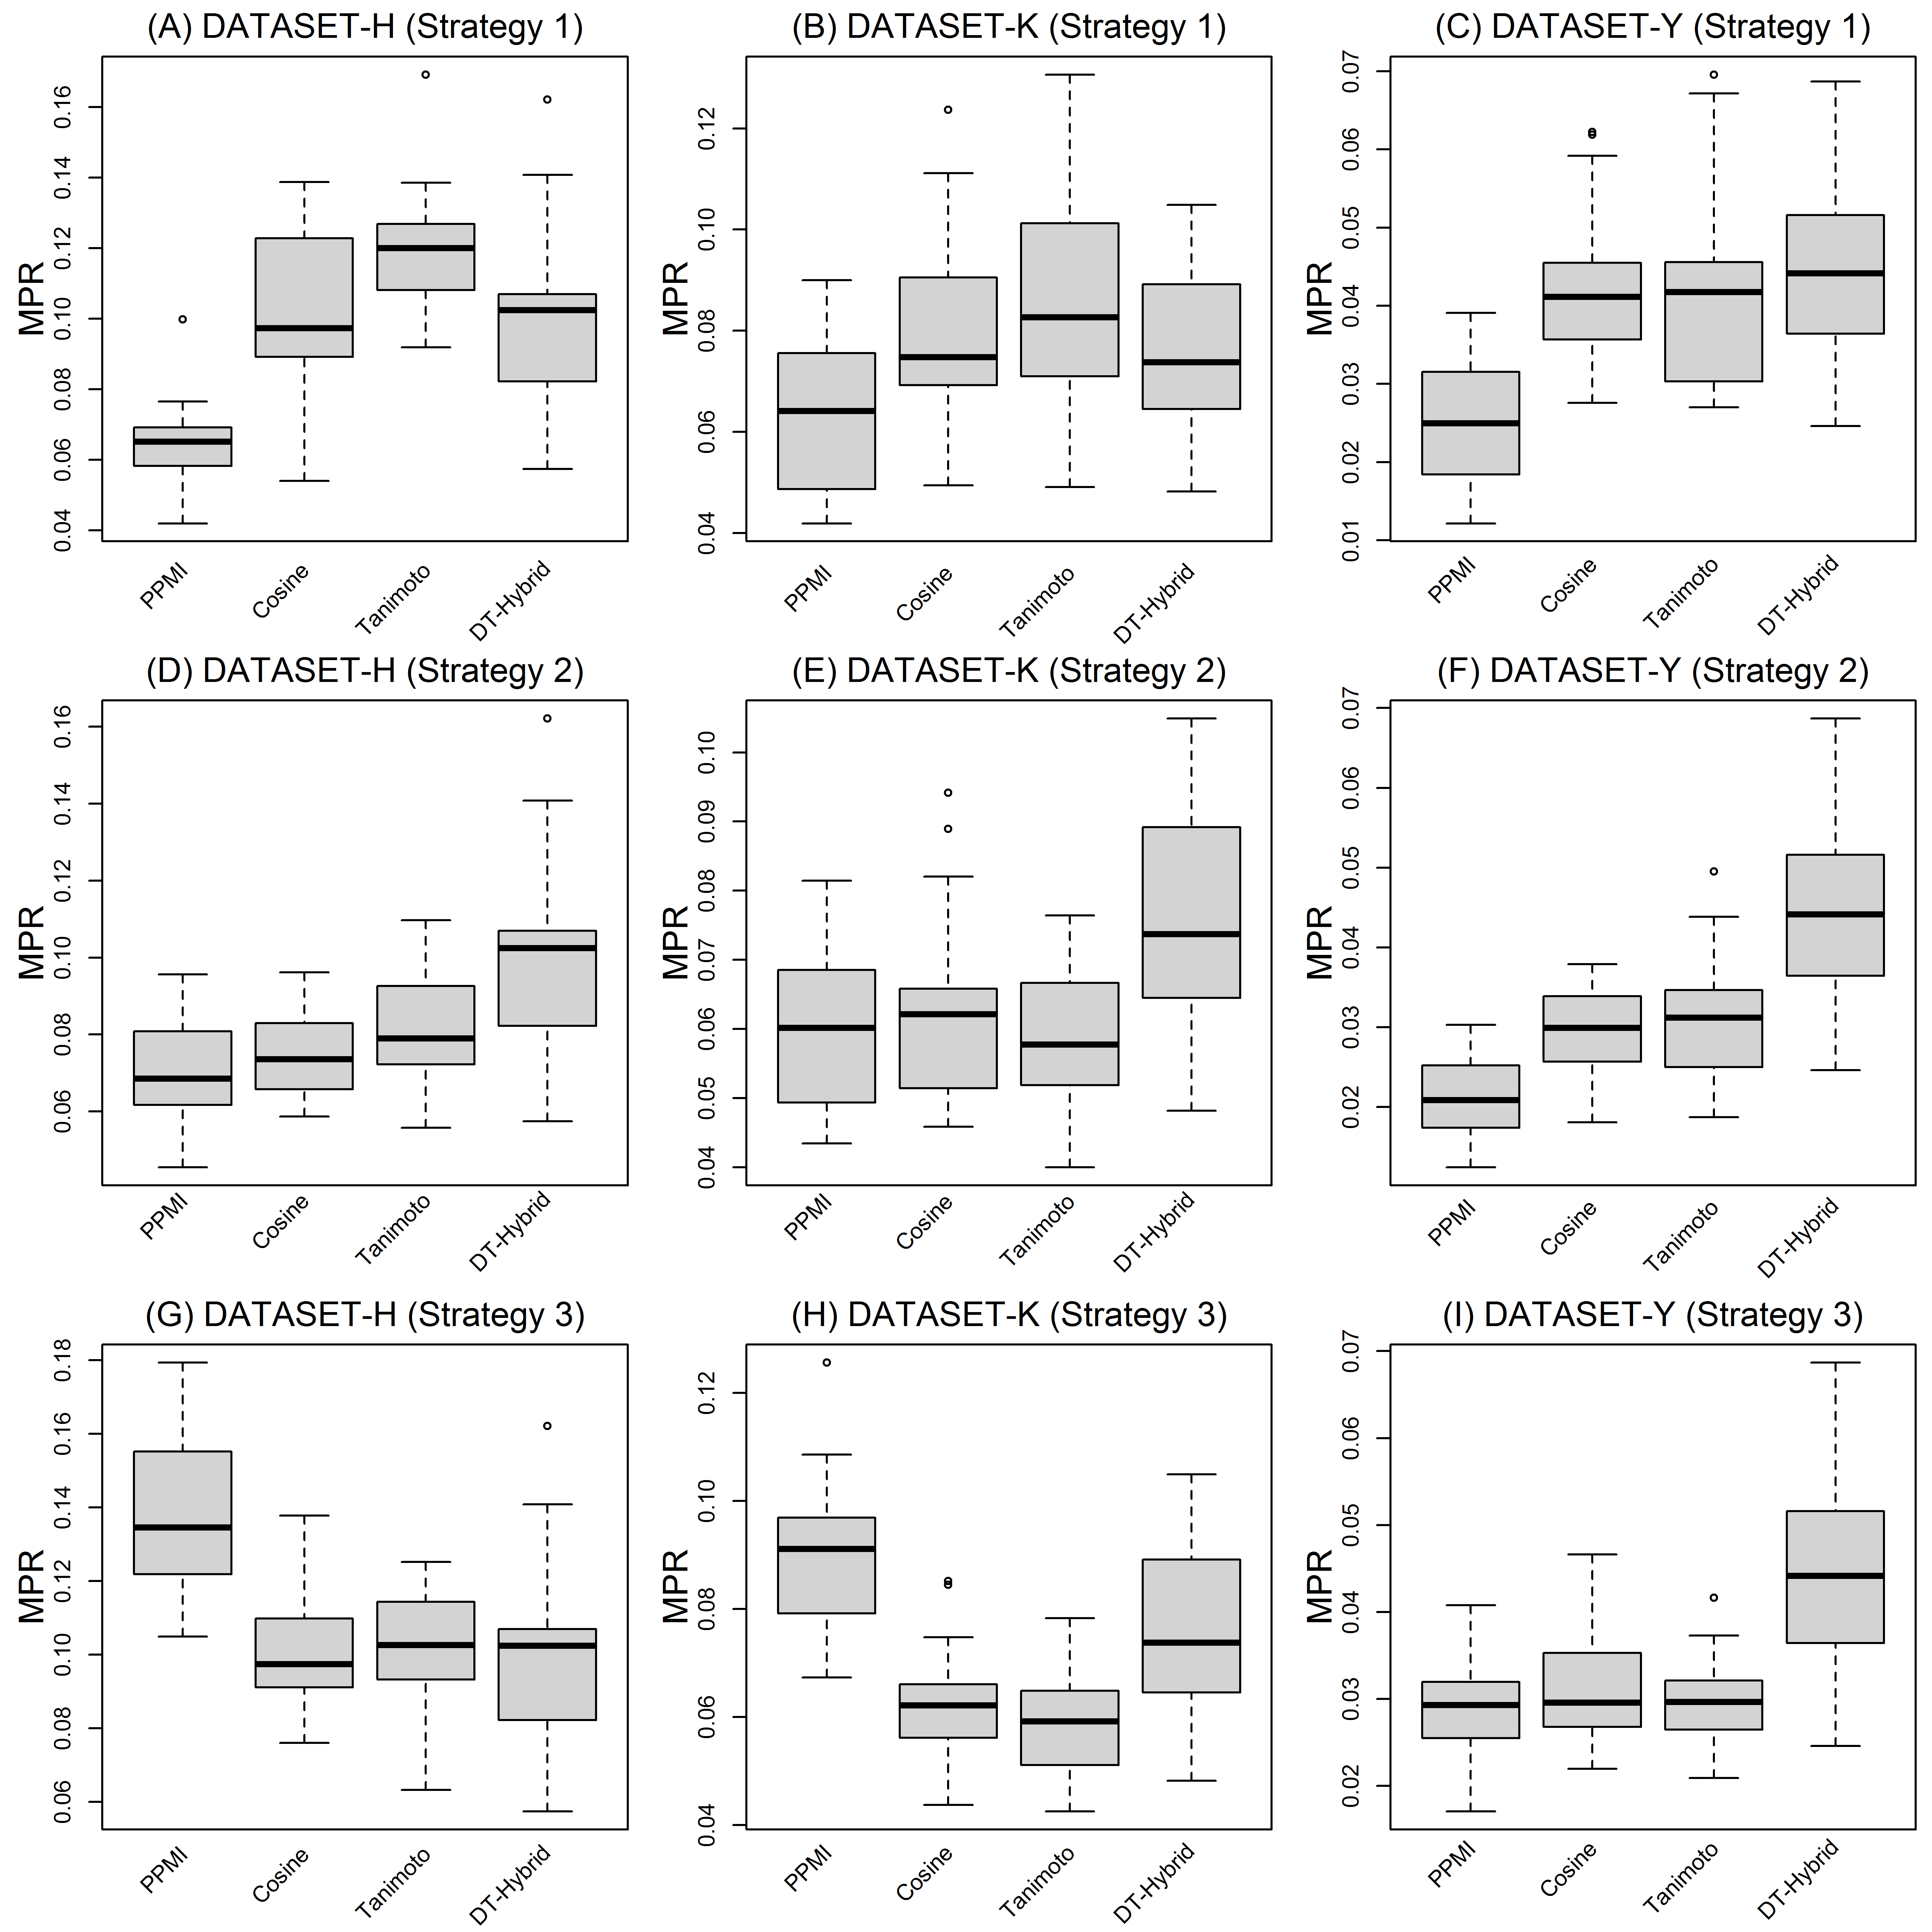 (A) DATASET-H (Strategy 1)
MPR
0.16
0.14
0.12
0.10
0.08
0.06
0.04
PPMI
Cosine
Tanimoto
DT-Hybrid
(B) DATASET-K (Strategy 1)
MPR
0.12
0.10
0.08
0.06
0.04
PPMI
Cosine
Tanimoto
DT-Hybrid
(C) DATASET-Y (Strategy 1)
MPR
0.07
0.06
0.05
0.04
0.03
0.02
0.01
PPMI
Cosine
Tanimoto
DT-Hybrid
(D) DATASET-H (Strategy 2)
MPR
0.16
0.14
0.12
0.10
0.08
0.06
PPMI
Cosine
Tanimoto
DT-Hybrid
(E) DATASET-K (Strategy 2)
MPR
0.10
0.09
0.08
0.07
0.06
0.05
0.04
PPMI
Cosine
Tanimoto
DT-Hybrid
(F) DATASET-Y (Strategy 2)
MPR
0.07
0.06
0.05
0.04
0.03
0.02
PPMI
Cosine
Tanimoto
DT-Hybrid
(G) DATASET-H (Strategy 3)
MPR
0.18
0.16
0.14
0.12
0.10
0.08
0.06
PPMI
Cosine
Tanimoto
DT-Hybrid
(H) DATASET-K (Strategy 3)
MPR
0.12
0.10
0.08
0.06
0.04
PPMI
Cosine
Tanimoto
DT-Hybrid
(I) DATASET-Y (Strategy 3)
MPR
0.07
0.06
0.05
0.04
0.03
0.02
PPMI
Cosine
Tanimoto
DT-Hybrid